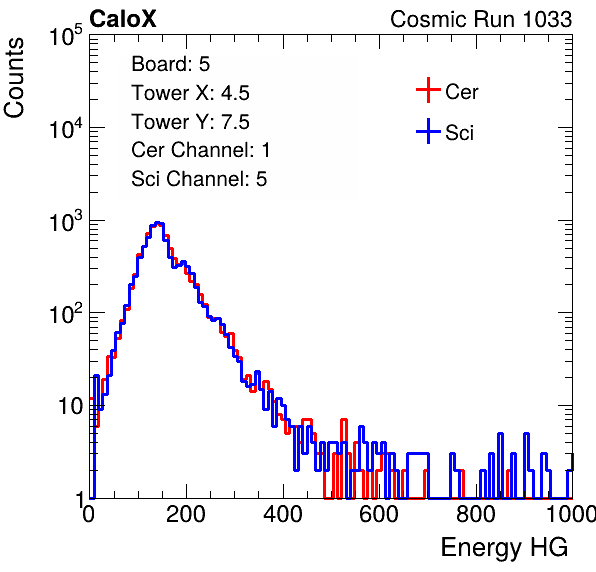 CaloX Cosmic Run 1033
Counts
10^5
10^4
10^3
10^2
10
1
Board: 5
Tower X: 4.5
Tower Y: 7.5
Cer Channel: 1
Sci Channel: 5
Cer
Sci
0 200 400 600 800 1000
Energy HG